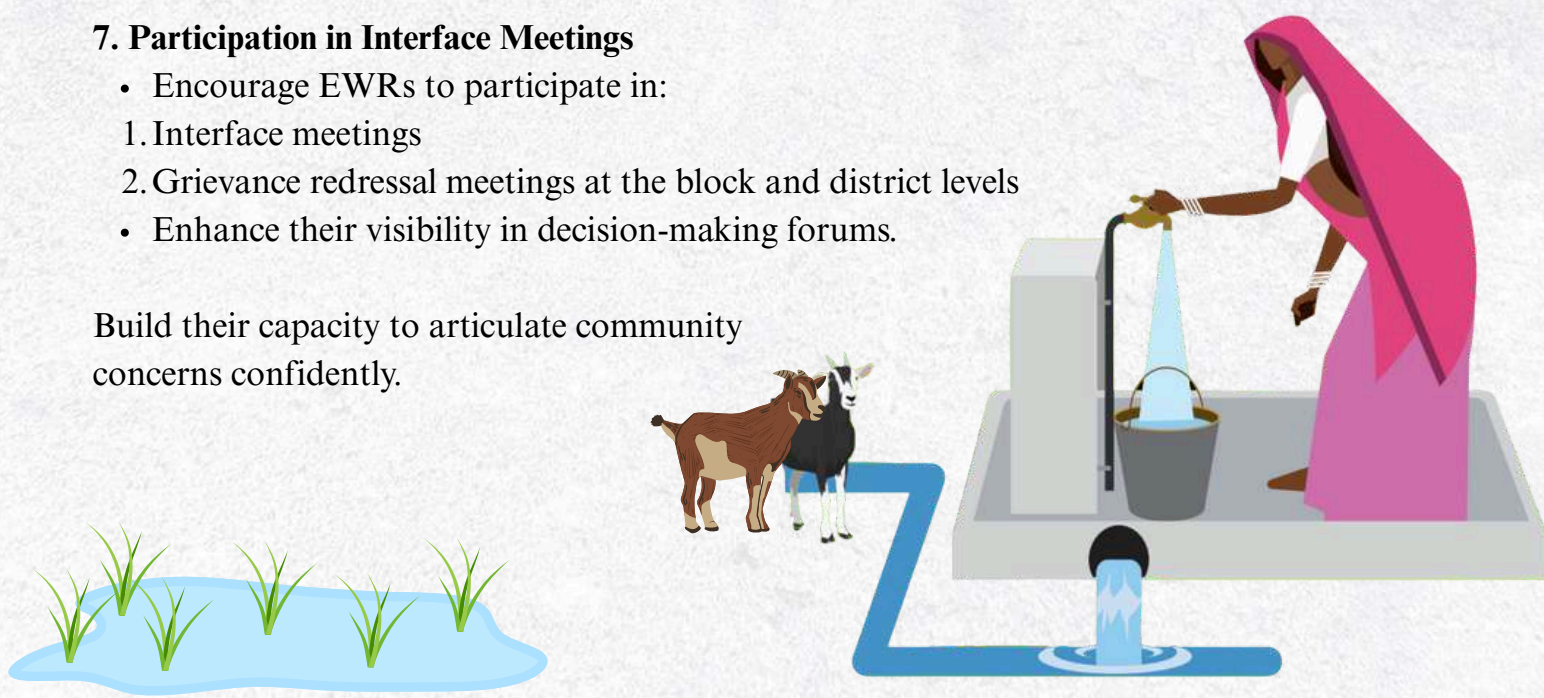 7. Participation in Interface Meetings
• Encourage EWRs to participate in:
1. Interface meetings
2. Grievance redressal meetings at the block and district levels
• Enhance their visibility in decision-making forums.
Build their capacity to articulate community
concerns confidently.